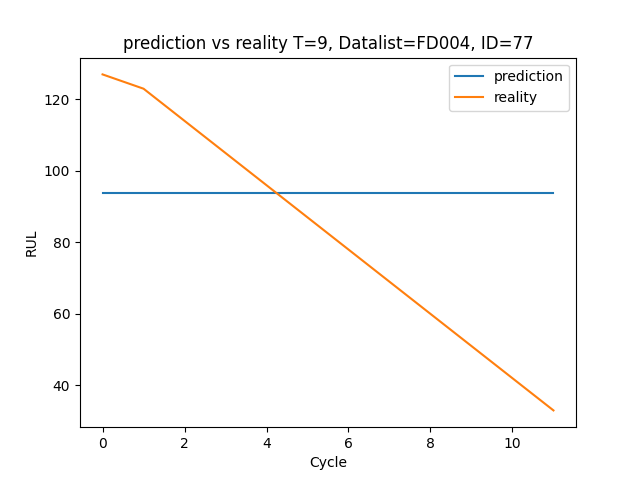 prediction vs reality T=9, Datalist=FD004, ID=77
prediction
reality
120
100
80
60
40
RUL
0 2 4 6 8 10
Cycle